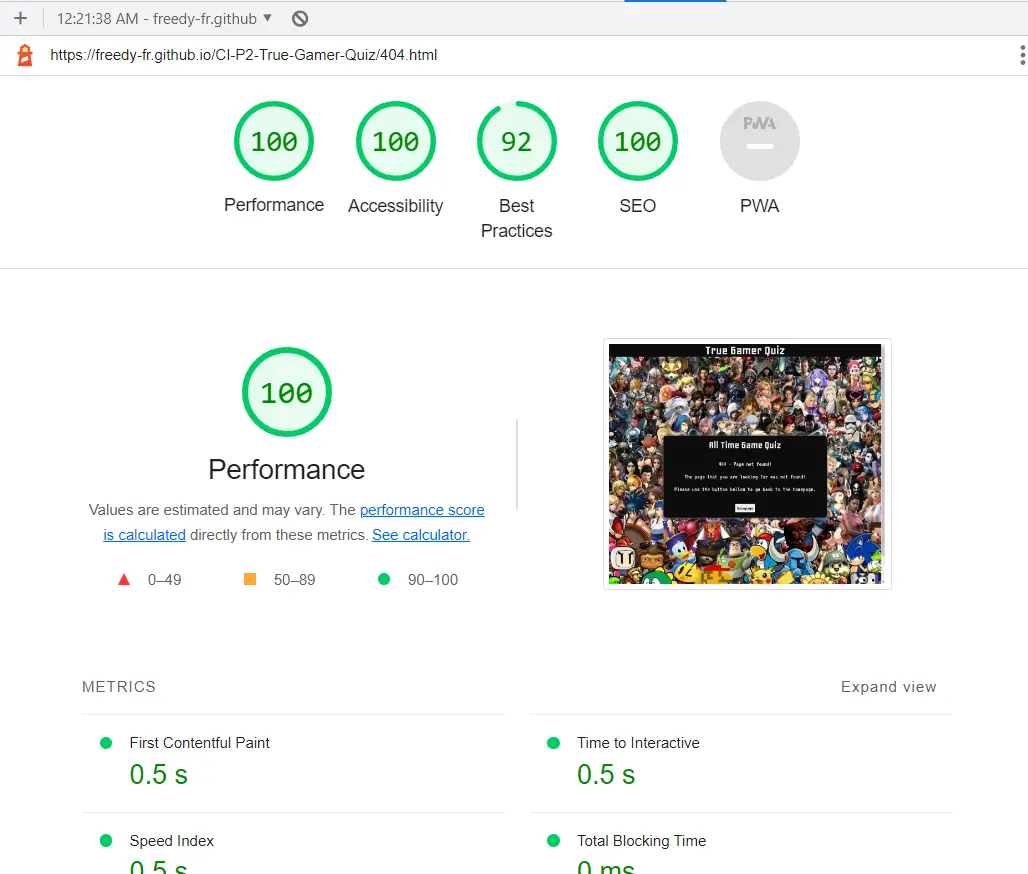 12:21:38 AM - freedy-fr.github
https://freedy-fr.github.io/CI-P2-True-Gamer-Quiz/404.html
100
100
92
100
PWA
Performance
Accessibility
Best
Practices
SEO
PWA
100
Performance
Values are estimated and may vary. The performance score
is calculated directly from these metrics. See calculator.
0–49
50–89
90–100
True Gamer Quiz
All Time Game Quiz
404 - Page not found!
The page that you are looking for was not found!
Please use the button bellow to go back to the homepage.
Homepage
METRICS
Expand view
First Contentful Paint
0.5 s
Time to Interactive
0.5 s
Speed Index
0.5 s
Total Blocking Time
0 ms